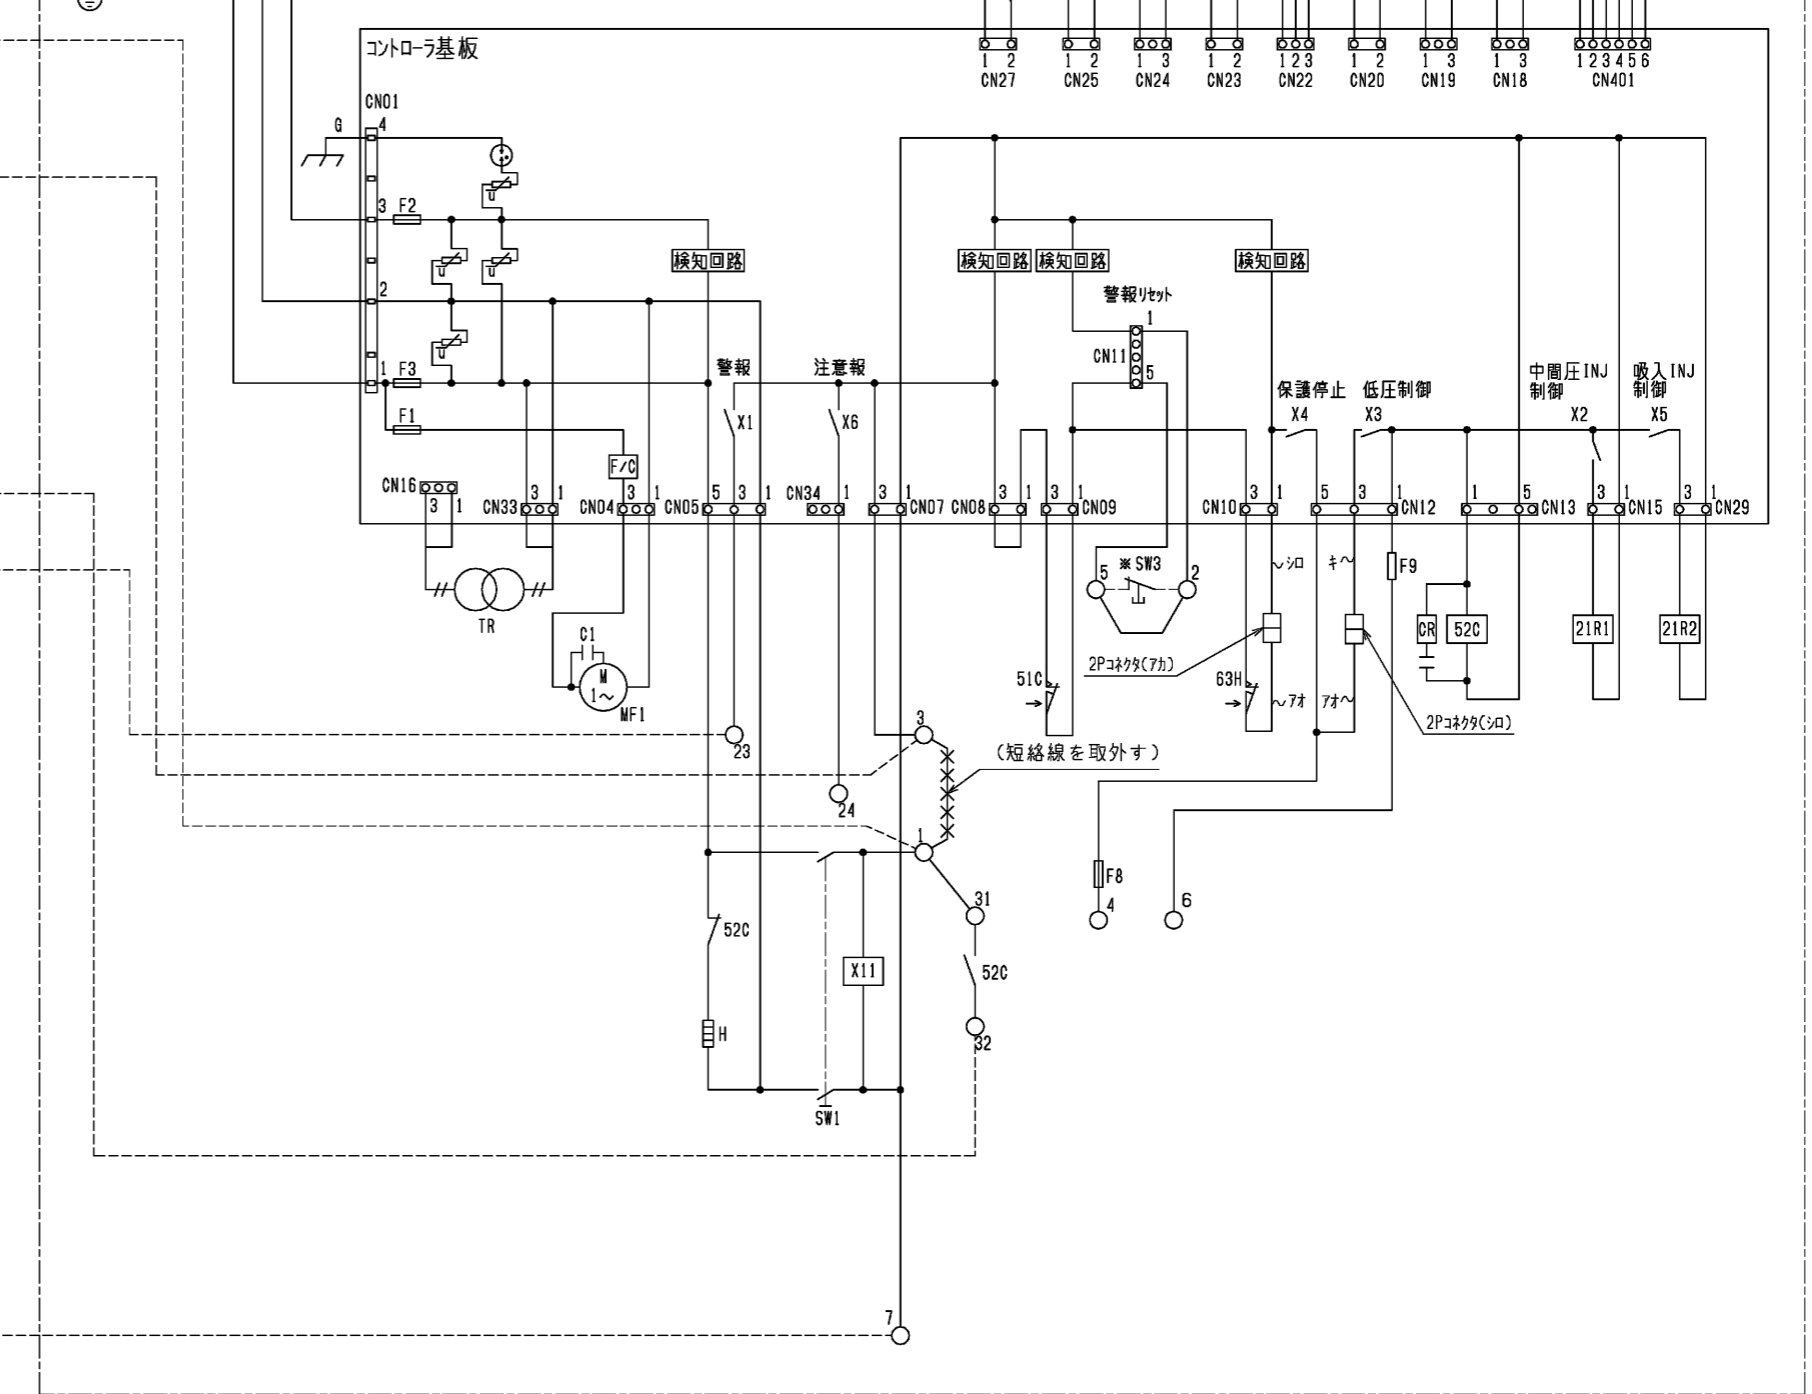 コントローラ基板
1 2
CN27
1 2
CN25
1 3
CN24
1 2
CN23
1 2 3
CN22
1 2
CN20
1 3
CN19
1 3
CN18
1 2 3 4 5 6
CN401
CN01
G
4
3
F2
2
1
F3
F1
検知回路
検知回路
検知回路
検知回路
警報リセット
1
CN11
5
u
u
u
u
警報
X1
注意報
X6
保護停止
X4
低圧制御
X3
中間圧INJ
制御
X2
吸入INJ
制御
X5
F/C
CN16
3 1
CN33
3 1
CN04
3 1
CN05
5 3 1
CN34
1
3 1
CN07
CN08
3 1
3 1
CN09
CN10
3 1
5 3 1
CN12
1 5
CN13
3 1
CN15
3 1
CN29
TR
C1
M
1～
MF1
5
※SW3
2
～シロ
キ～
F9
CR
52C
21R1
21R2
2Pコネクタ(アカ)
51C
63H
～アオ
アオ～
2Pコネクタ(シロ)
23
3
(短絡線を取外す)
24
1
F8
4
6
31
52C
52C
X11
H
32
SW1
7